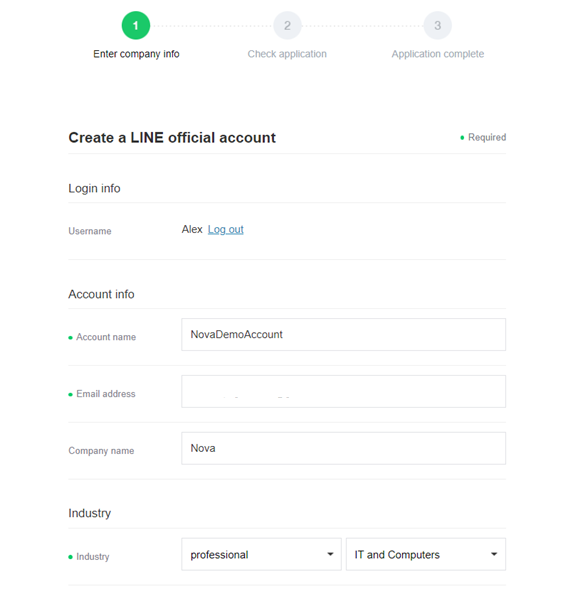 1 2 3
Enter company info Check application Application complete
Create a LINE official account Required
Login info
Username Alex Log out
Account info
Account name NovaDemoAccount
Email address
Company name Nova
Industry
Industry professional IT and Computers